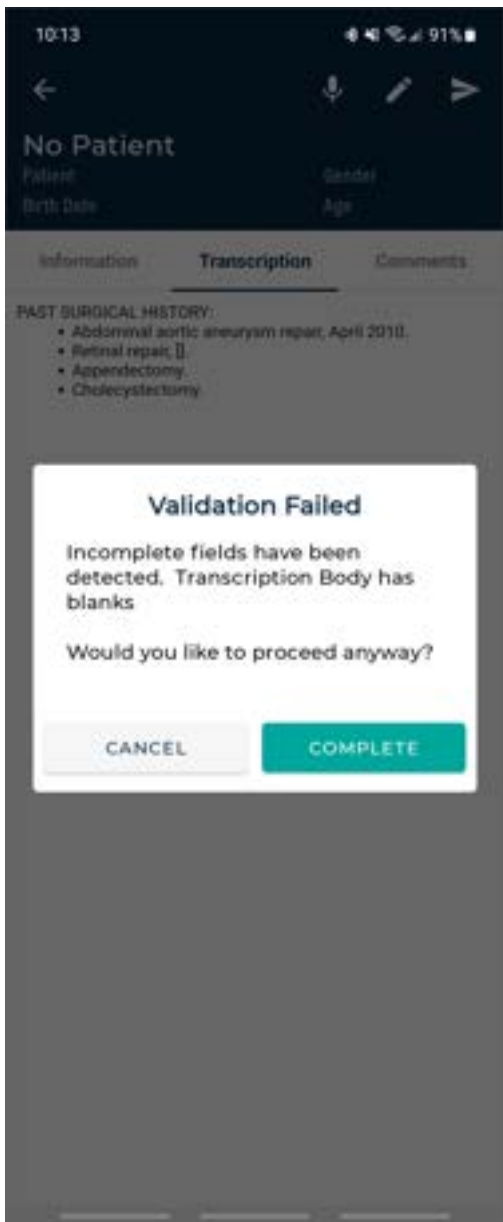 10:13
91%
No Patient
Patient
Gender
Birth Date
Age
Information
Transcription
Comments
PAST SURGICAL HISTORY:
• Abdominal aortic aneurysm repair, April 2010.
• Retinal repair, [].
• Appendectomy.
• Cholecystectomy.
Validation Failed
Incomplete fields have been
detected. Transcription Body has
blanks
Would you like to proceed anyway?
CANCEL
COMPLETE